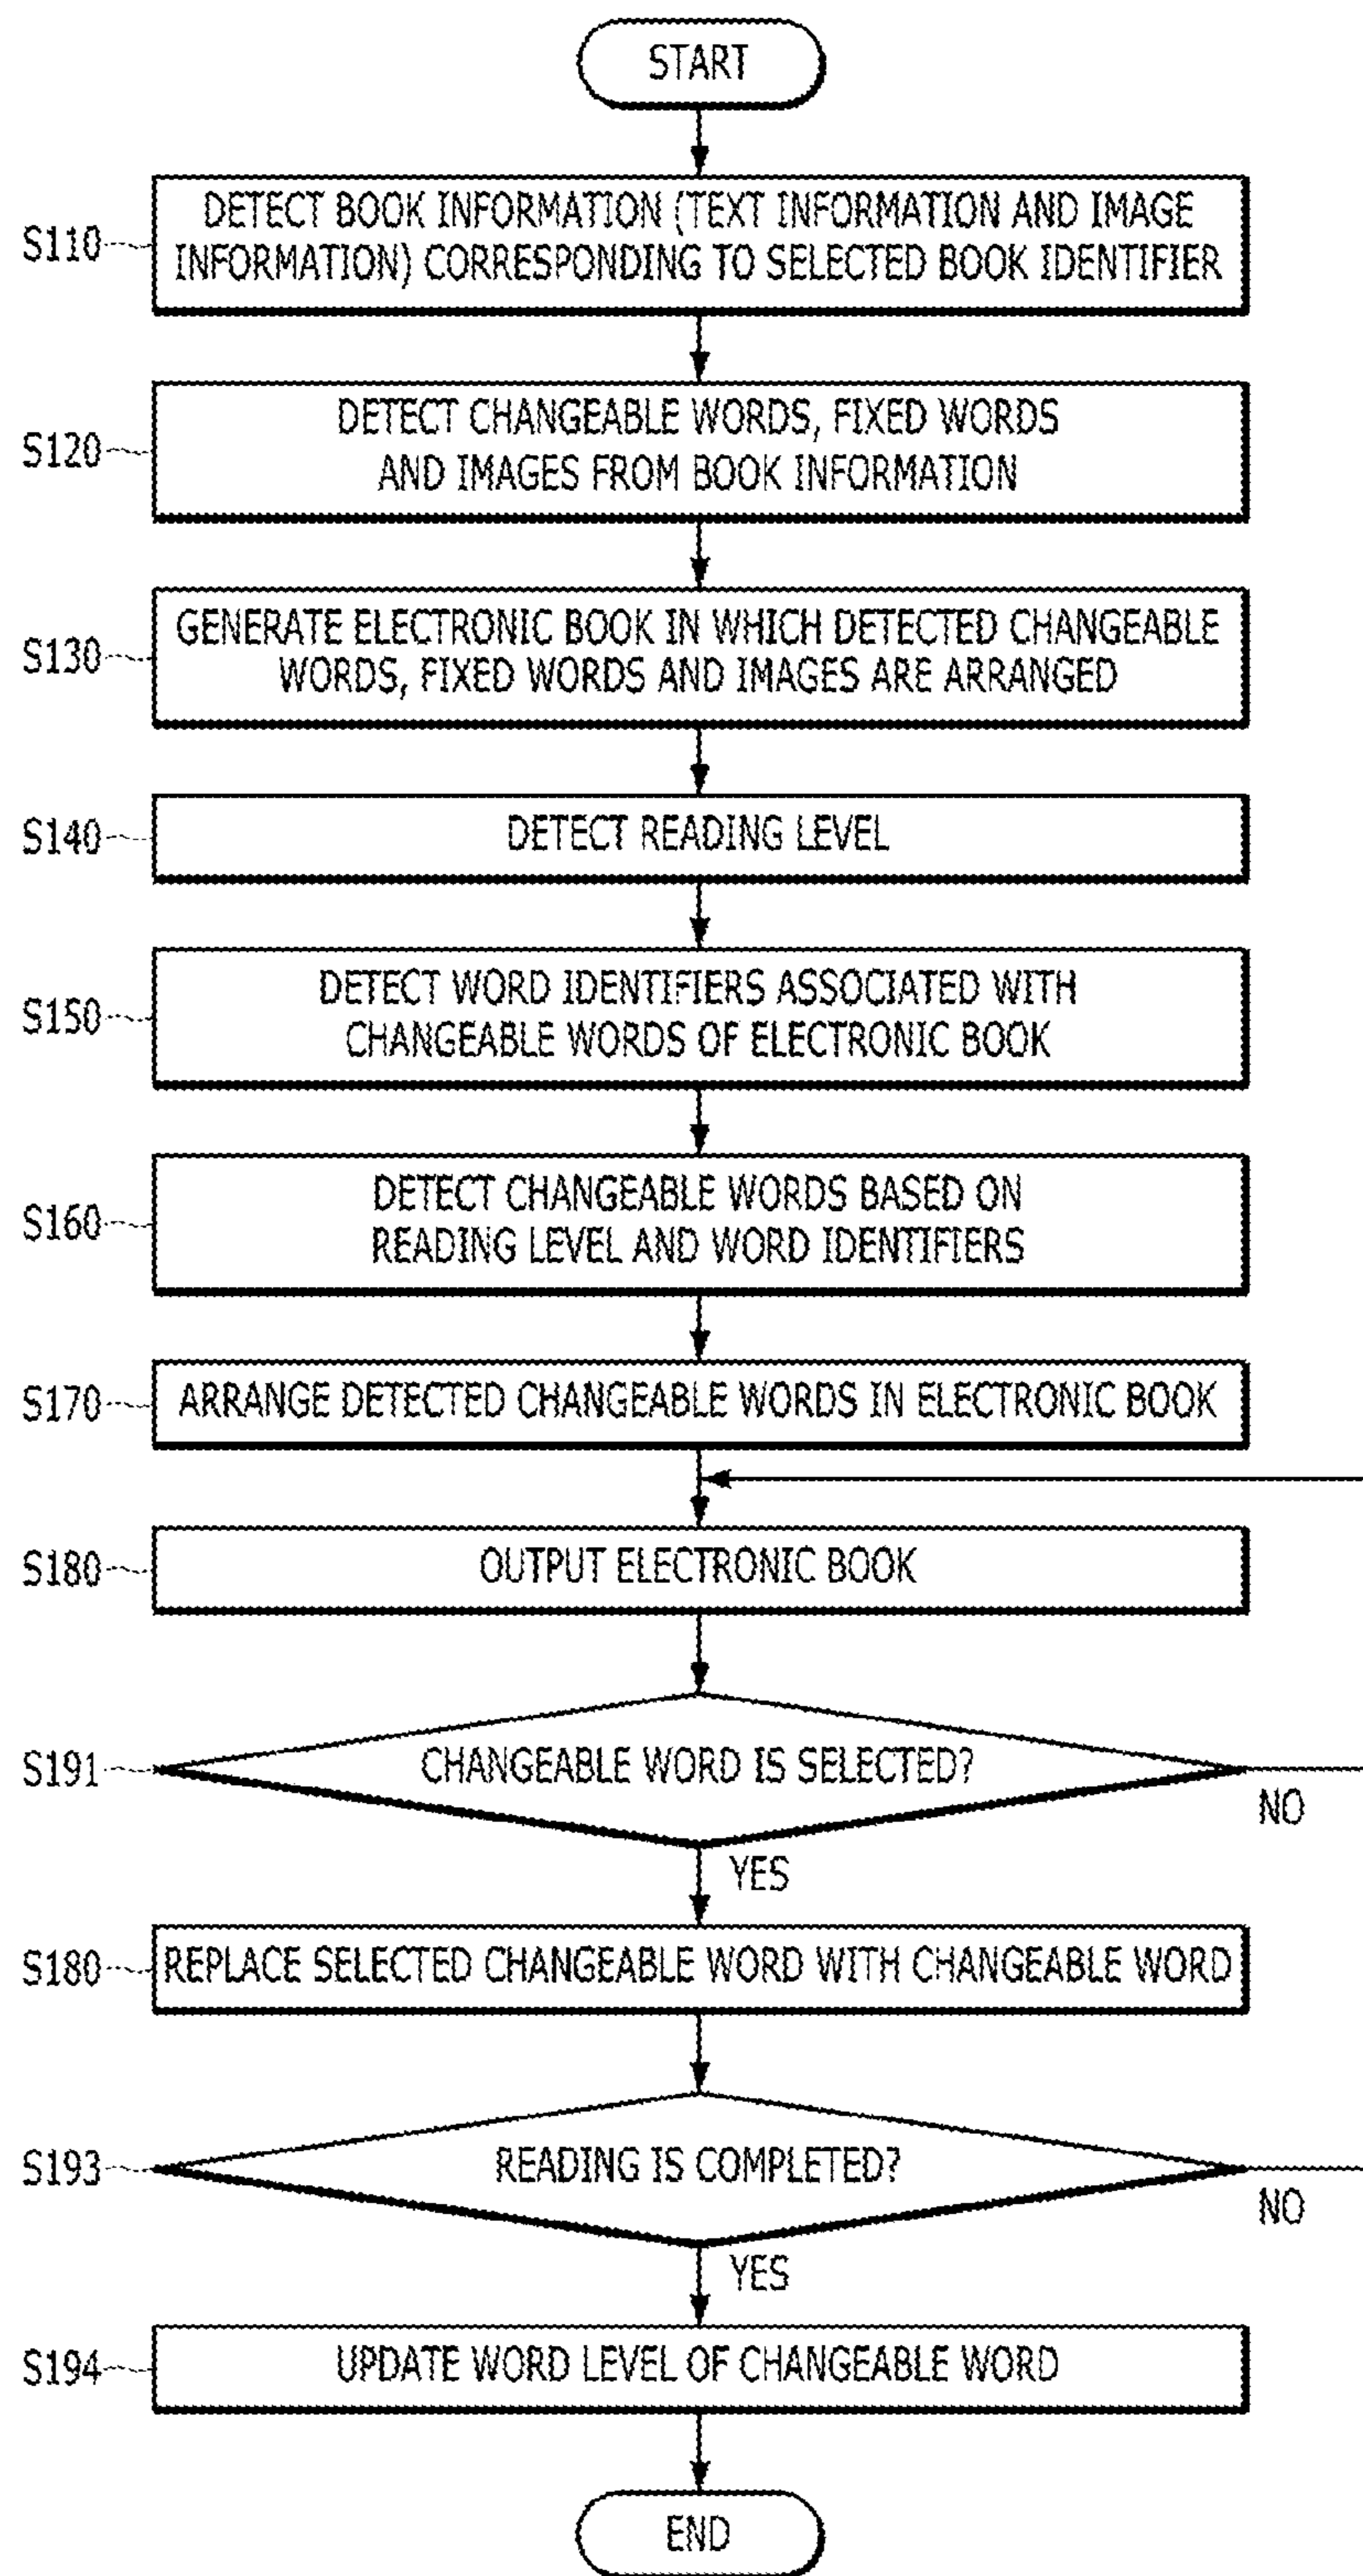 START
S110
DETECT BOOK INFORMATION (TEXT INFORMATION AND IMAGE
INFORMATION) CORRESPONDING TO SELECTED BOOK IDENTIFIER
S120
DETECT CHANGEABLE WORDS, FIXED WORDS
AND IMAGES FROM BOOK INFORMATION
S130
GENERATE ELECTRONIC BOOK IN WHICH DETECTED CHANGEABLE
WORDS, FIXED WORDS AND IMAGES ARE ARRANGED
S140
DETECT READING LEVEL
S150
DETECT WORD IDENTIFIERS ASSOCIATED WITH
CHANGEABLE WORDS OF ELECTRONIC BOOK
S160
DETECT CHANGEABLE WORDS BASED ON
READING LEVEL AND WORD IDENTIFIERS
S170
ARRANGE DETECTED CHANGEABLE WORDS IN ELECTRONIC BOOK
S180
OUTPUT ELECTRONIC BOOK
S191
CHANGEABLE WORD IS SELECTED?
NO
YES
S180
REPLACE SELECTED CHANGEABLE WORD WITH CHANGEABLE WORD
S193
READING IS COMPLETED?
NO
YES
S194
UPDATE WORD LEVEL OF CHANGEABLE WORD
END